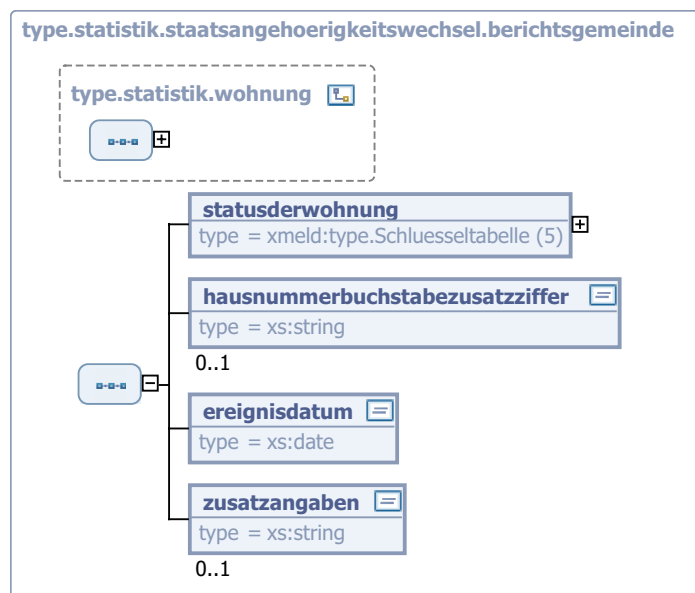 type.statistik.staatsangehoerigkeitswechsel.berichtsgemeinde
type.statistik.wohnung
statusderwohnung
type = xmeld:type.Schluesseltabelle (5)
hausnummerbuchstabezusatzziffer
type = xs:string
0..1
ereignisdatum
type = xs:date
zusatzangaben
type = xs:string
0..1